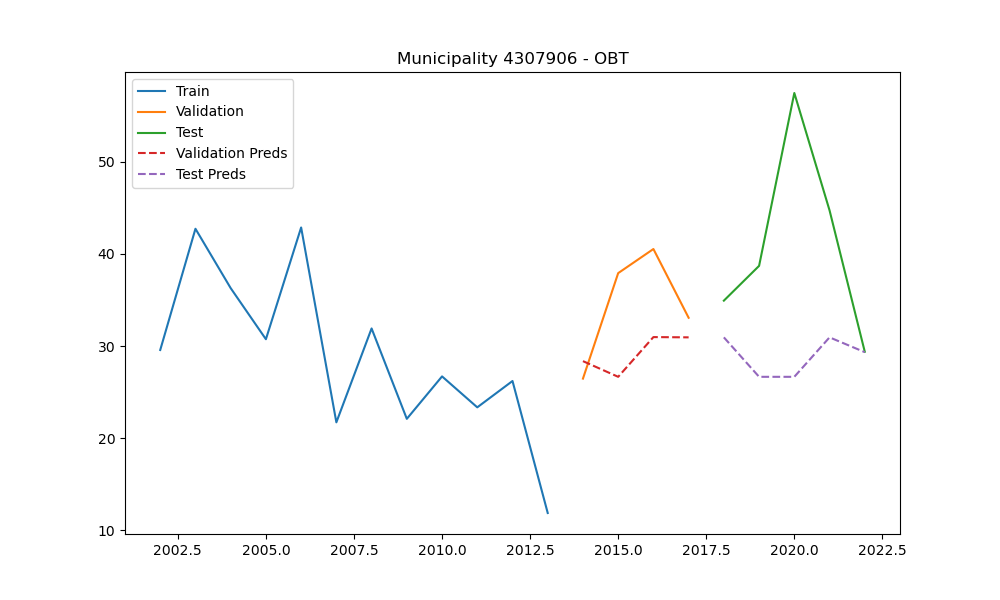 Municipality 4307906 - OBT
Train
Validation
Test
Validation Preds
Test Preds
50
40
30
20
10
2002.5 2005.0 2007.5 2010.0 2012.5 2015.0 2017.5 2020.0 2022.5